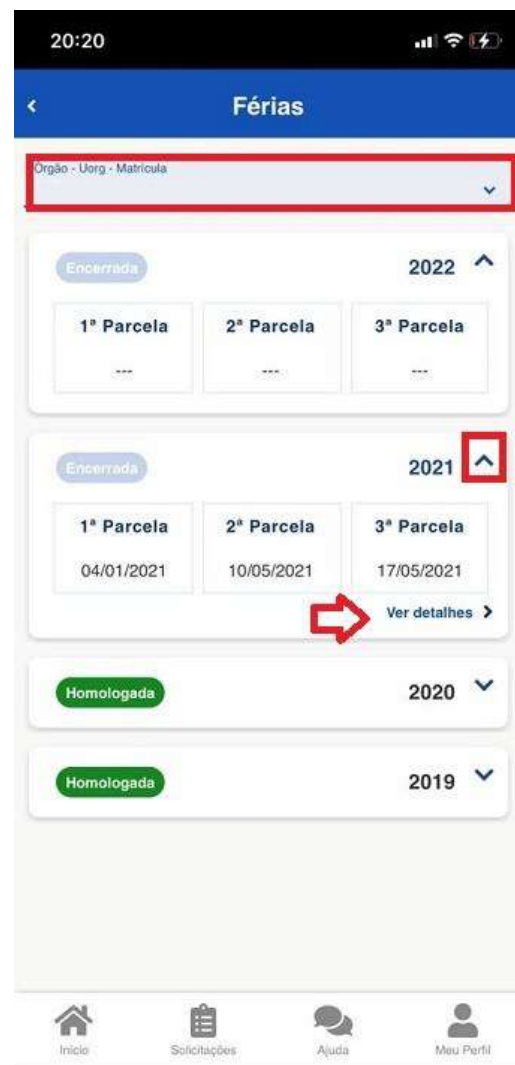 20:20
Férias
Órgão - Uorg - Matrícula
Encerrada 2022
1ª Parcela 2ª Parcela 3ª Parcela
--- --- ---
Encerrada 2021
1ª Parcela 2ª Parcela 3ª Parcela
04/01/2021 10/05/2021 17/05/2021
Ver detalhes
Homologada 2020
Homologada 2019
Início Solicitações Ajuda Meu Perfil